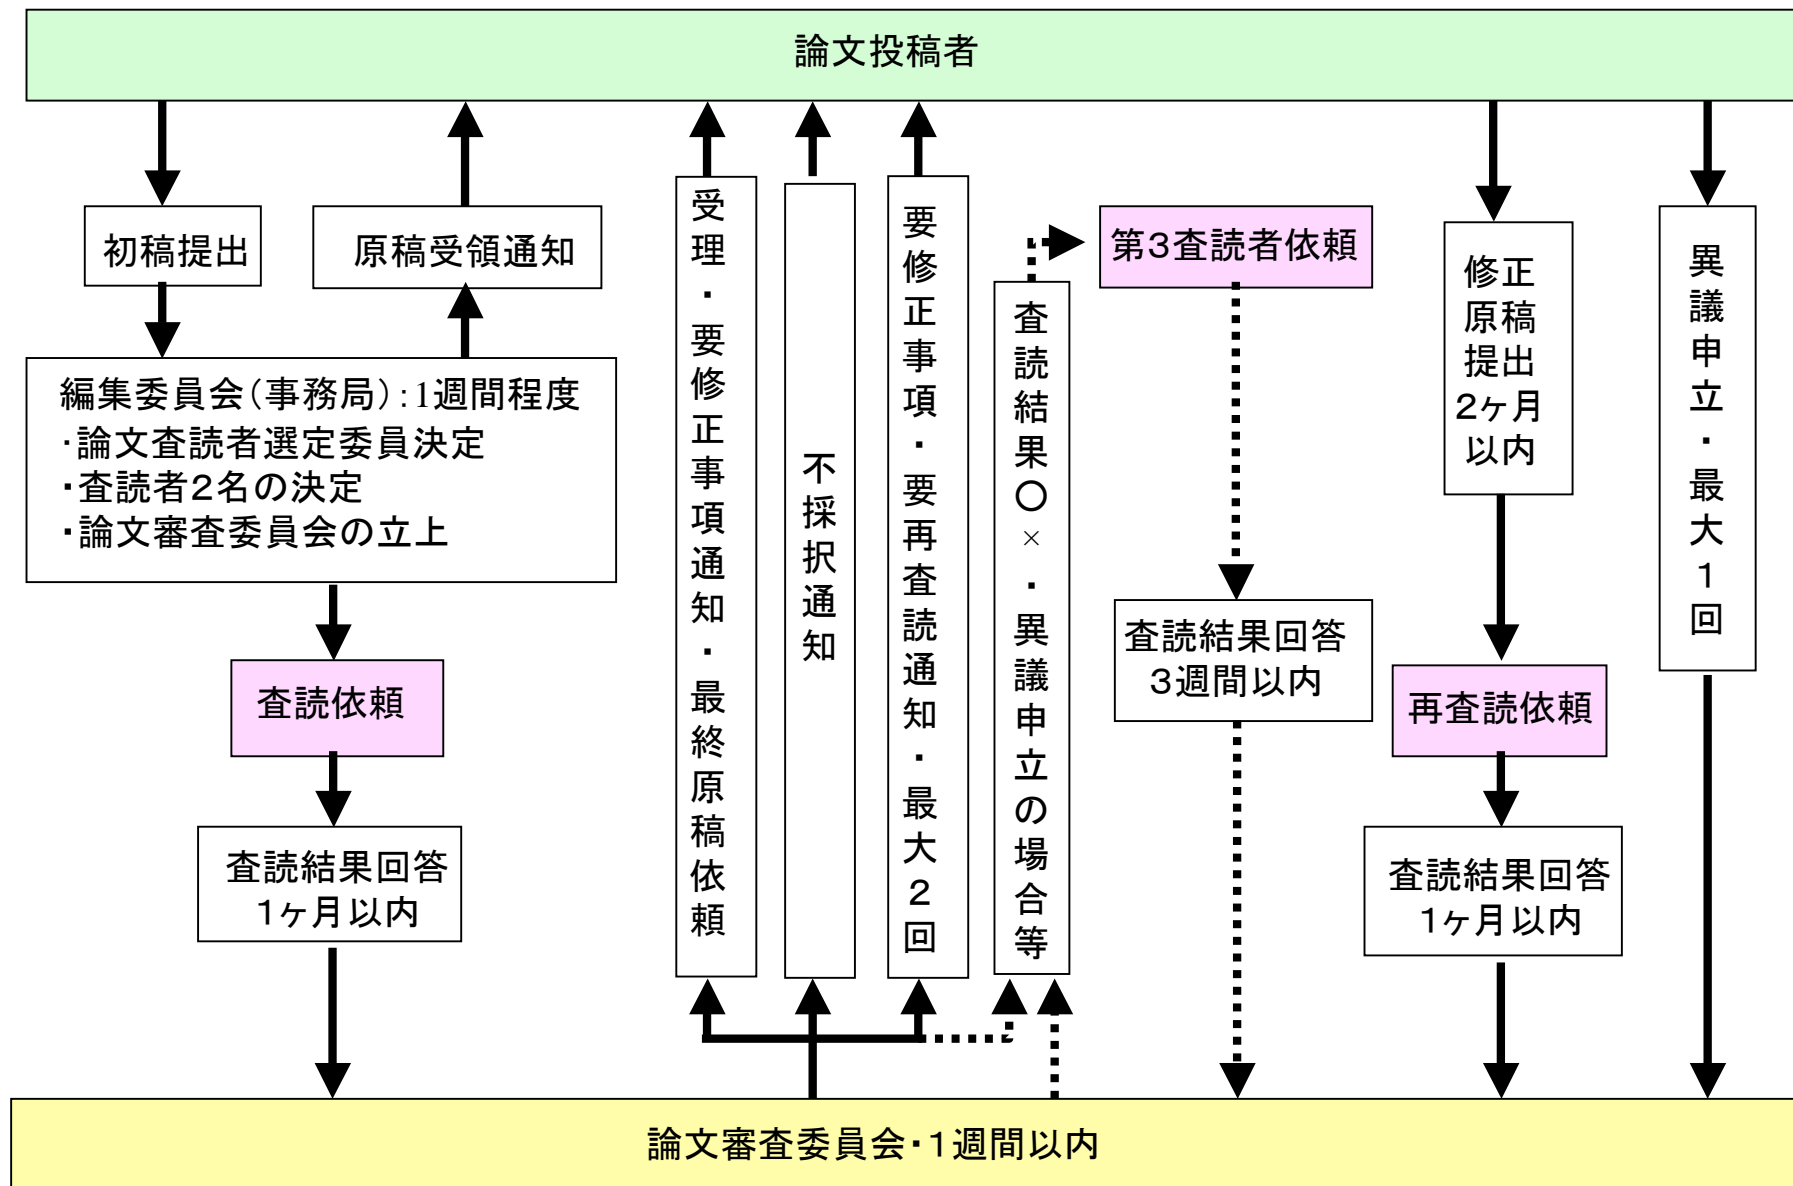 論文投稿者
初稿提出
原稿受領通知
編集委員会(事務局):1週間程度
・論文査読者選定委員決定
・査読者2名の決定
・論文審査委員会の立上
査読依頼
査読結果回答
1ヶ月以内
受理・要修正事項通知・最終原稿依頼
不採択通知
要修正事項・要再査読通知・最大2回
査読結果〇×・異議申立の場合等
第3査読者依頼
査読結果回答
3週間以内
修正
原稿
提出
2ヶ月
以内
再査読依頼
査読結果回答
1ヶ月以内
異議申立・最大1回
論文審査委員会・1週間以内